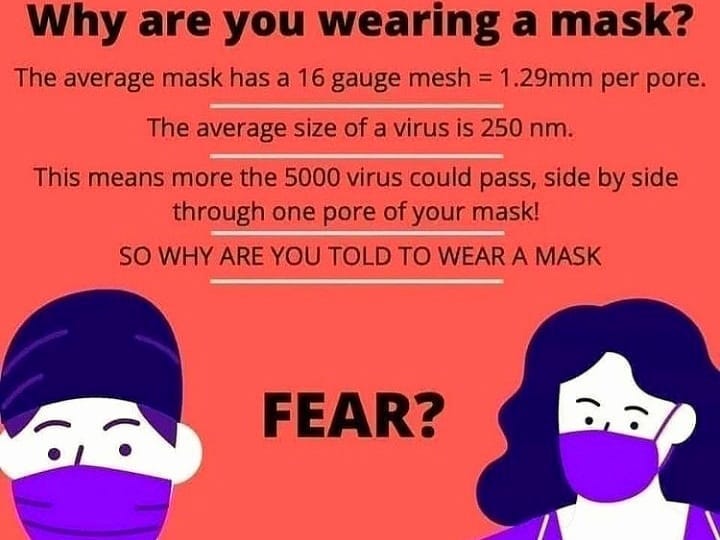 Why are you wearing a mask?
The average mask has a 16 gauge mesh = 1.29mm per pore.
The average size of a virus is 250 nm.
This means more the 5000 virus could pass, side by side
through one pore of your mask!
SO WHY ARE YOU TOLD TO WEAR A MASK
FEAR?